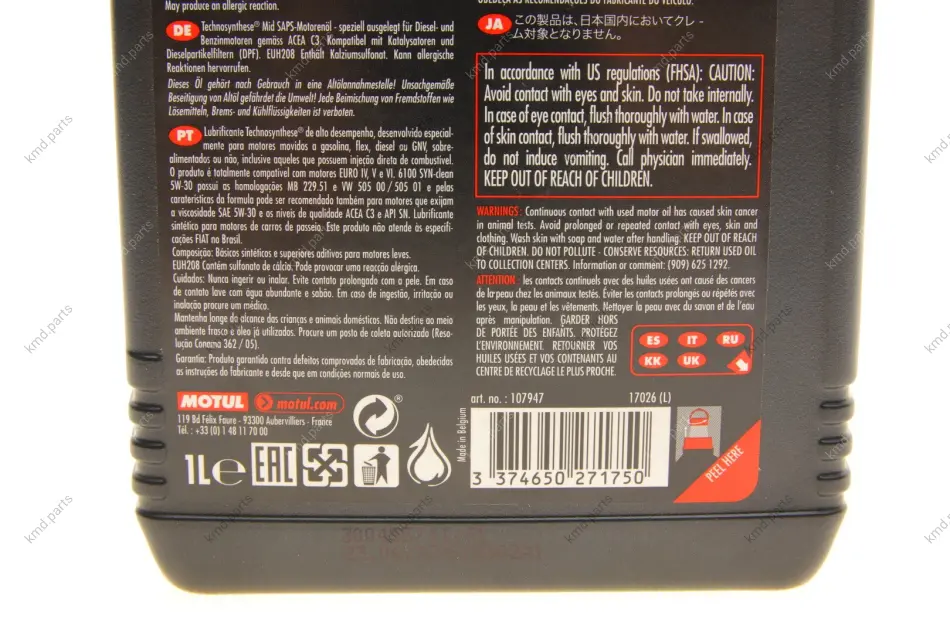 May produce an allergic reaction.
DE Technosynthese® Mid SAPS-Motorenöl - speziell ausgelegt für Diesel- und
Benzinmotoren gemäss ACEA C3. Kompatibel mit Katalysatoren und
Dieselpartikelfiltern (DPF). EUH208 Enthält Kalziumsulfonat. Kann allergische
Reaktionen hervorrufen.
Dieses Öl gehört nach Gebrauch in eine Altölannahmestelle! Unsachgemäße
Beseitigung von Altöl gefährdet die Umwelt! Jede Beimischung von Fremdstoffen wie
Lösemitteln, Brems- und Kühlflüssigkeiten ist verboten.
PT Lubrificante Technosynthese® de alto desempenho, desenvolvido especial-
mente para motores movidos a gasolina, flex, diesel ou GNV, sobre-
alimentados ou não, inclusive aqueles que possuem injeção direta de combustível.
O produto é totalmente compatível com motores EURO IV, V e VI. 6100 SYN-clean
5W-30 possui as homologações MB 229.51 e VW 505 00 / 505 01 e pelas
caraterísticas da formula pode ser recomendado também para motores que exijam
a viscosidade SAE 5W-30 e os niveis de qualidade ACEA C3 e API SN. Lubrificante
sintético para motores de carros de passeio. Este produto não atende às especifi-
cações FIAT no Brasil.
Composição: Básicos sintéticos e superiores aditivos para motores leves.
EUH208 Contém sulfonato de cálcio. Pode provocar uma reacção alérgica.
Cuidados: Nunca ingerir ou inalar. Evite contato prolongado com a pele. Em caso
de contato lave com água abundante e sabão. Em caso de ingestão, irritação ou
inalação procure um médico.
Mantenha longe do alcance das crianças e animais domésticos. Não destine ao meio
ambiente frasco e óleo já utilizados. Procure um posto de coleta autorizado (Reso-
lução Conama 362 / 05).
Garantia: Produto garantido contra defeitos comprovados de fabricação, obedecidas
as instruções do fabricante e desde que em condições normais de uso.
MOTUL motul.com
119 Bd Félix Faure - 93300 Aubervilliers - France
Tél. : +33 (0) 1 48 11 70 00
1L e EAC
OBEDEÇA AS RECOMENDAÇÕES DO FABRICANTE DO VEÍCULO.
JA この製品は、日本国内においてクレ -
ム対象となりません。
In accordance with US regulations (FHSA): CAUTION:
Avoid contact with eyes and skin. Do not take internally.
In case of eye contact, flush thoroughly with water. In case
of skin contact, flush thoroughly with water. If swallowed,
do not induce vomiting. Call physician immediately.
KEEP OUT OF REACH OF CHILDREN.
WARNINGS: Continuous contact with used motor oil has caused skin cancer
in animal tests. Avoid prolonged or repeated contact with eyes, skin and
clothing. Wash skin with soap and water after handling. KEEP OUT OF REACH
OF CHILDREN. DO NOT POLLUTE - CONSERVE RESOURCES: RETURN USED OIL
TO COLLECTION CENTERS. Information or comment: (909) 625 1292.
ATTENTION: les contacts continuels avec des huiles usées ont causé des cancers
de la peau chez les animaux testés. Éviter les contacts prolongés ou répétés avec
les yeux, la peau et les vêtements. Nettoyer la peau avec du savon et de l'eau
après manipulation. GARDER HORS
DE PORTÉE DES ENFANTS. PROTÉGEZ
L'ENVIRONNEMENT. RETOURNER VOS
HUILES USÉES ET VOS CONTENANTS AU
CENTRE DE RECYCLAGE LE PLUS PROCHE.
ES IT RU
KK UK
art. no. : 107947 17026 (L)
Made in Belgium
3 374650 271750
PEEL HERE
kmd.parts